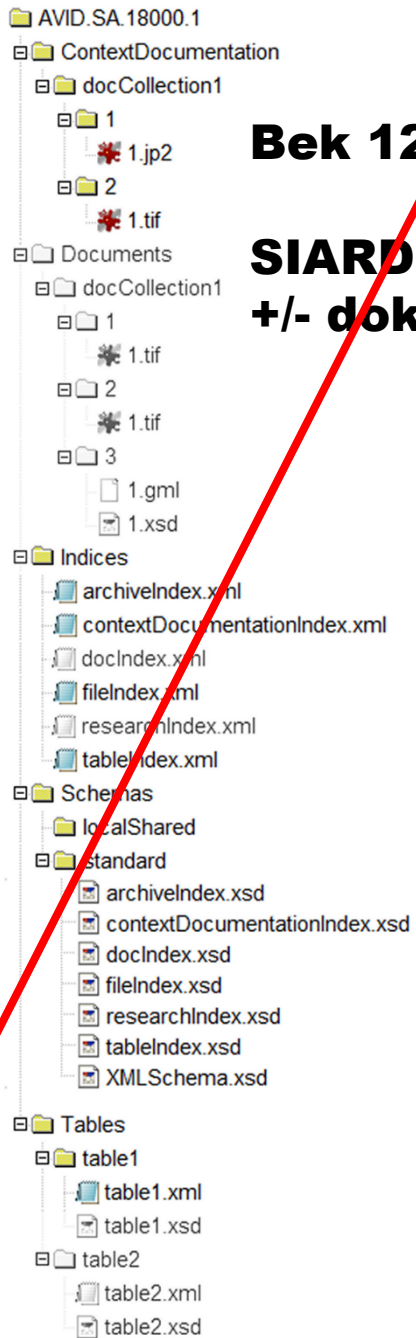 AVID.SA.18000.1
ContextDocumentation
docCollection1
1
1.jp2
2
1.tif
Bek 12
SIARD
+/- dok
Documents
docCollection1
1
1.tif
2
1.tif
3
1.gml
1.xsd
Indices
archiveIndex.xml
contextDocumentationIndex.xml
docIndex.xml
fileIndex.xml
researchIndex.xml
tableIndex.xml
Schemas
localShared
standard
archiveIndex.xsd
contextDocumentationIndex.xsd
docIndex.xsd
fileIndex.xsd
researchIndex.xsd
tableIndex.xsd
XMLSchema.xsd
Tables
table1
table1.xml
table1.xsd
table2
table2.xml
table2.xsd